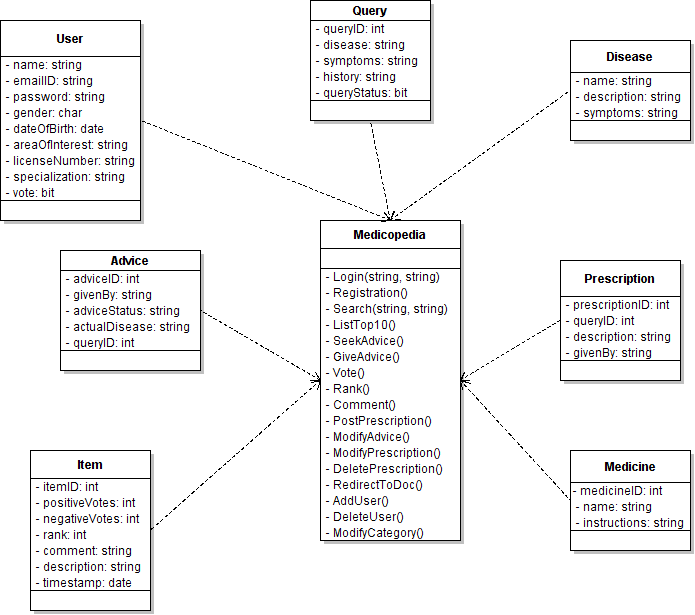 User
- name: string
- emailID: string
- password: string
- gender: char
- dateOfBirth: date
- areaOfInterest: string
- licenseNumber: string
- specialization: string
- vote: bit
Query
- queryID: int
- disease: string
- symptoms: string
- history: string
- queryStatus: bit
Disease
- name: string
- description: string
- symptoms: string
Medicopedia
- Login(string, string)
- Registration()
- Search(string, string)
- ListTop10()
- SeekAdvice()
- GiveAdvice()
- Vote()
- Rank()
- Comment()
- PostPrescription()
- ModifyAdvice()
- ModifyPrescription()
- DeletePrescription()
- RedirectToDoc()
- AddUser()
- DeleteUser()
- ModifyCategory()
Advice
- adviceID: int
- givenBy: string
- adviceStatus: string
- actualDisease: string
- queryID: int
Prescription
- prescriptionID: int
- queryID: int
- description: string
- givenBy: string
Item
- itemID: int
- positiveVotes: int
- negativeVotes: int
- rank: int
- comment: string
- description: string
- timestamp: date
Medicine
- medicineID: int
- name: string
- instructions: string